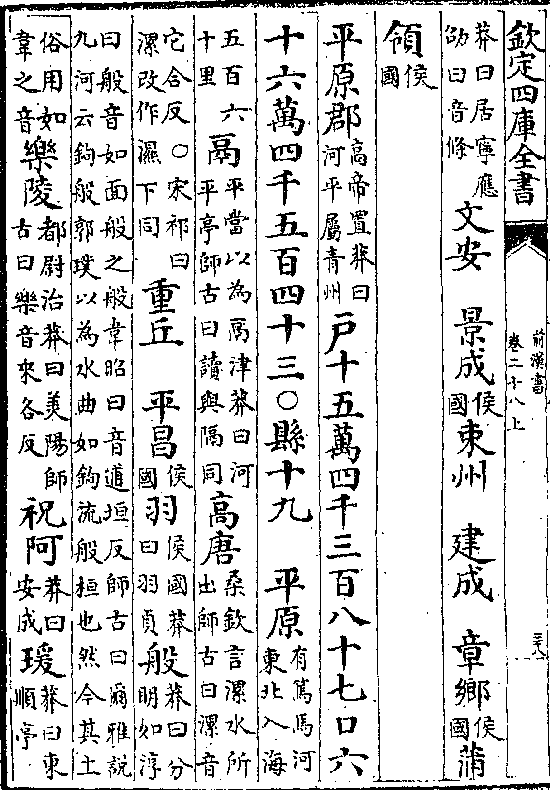 欽定四庫全書
前漢書
卷二十八上
三十八
莽曰居寧應劭曰音條 文安 景成侯國 東州 建成 章鄉侯國 蒲
領侯國
平原郡高帝置莽曰河平屬青州 戶十五萬四千三百八十七口六
十六萬四千五百四十三○縣十九 平原有篤馬河東北入海
五百六十里 鬲平當以為鬲津莽曰河平亭師古曰讀與隔同 高唐桑欽言漯水所出師古曰漯音
它合反○宋祁曰漯改作濕下同 重丘 平昌侯國 羽侯國莽曰羽貞 般莽曰分明如淳
曰般音如面般之般韋昭曰音逋垣反師古曰爾雅說九河云鉤般郭璞以為水曲如鉤流般桓也然今其土
俗用如韋之音 樂陵都尉治莽曰美陽師古曰樂音來各反 祝阿莽曰安成 瑗莽曰東順亭